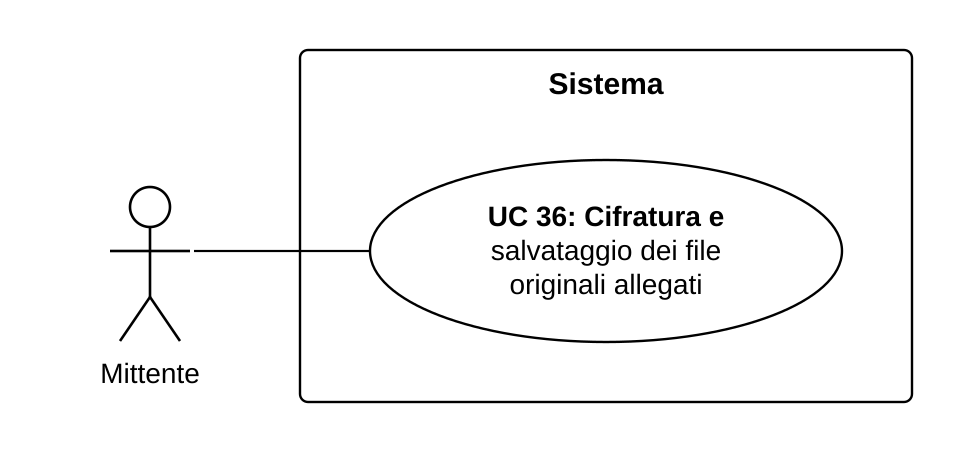 Sistema
UC 36: Cifratura e
salvataggio dei file
originali allegati
Mittente